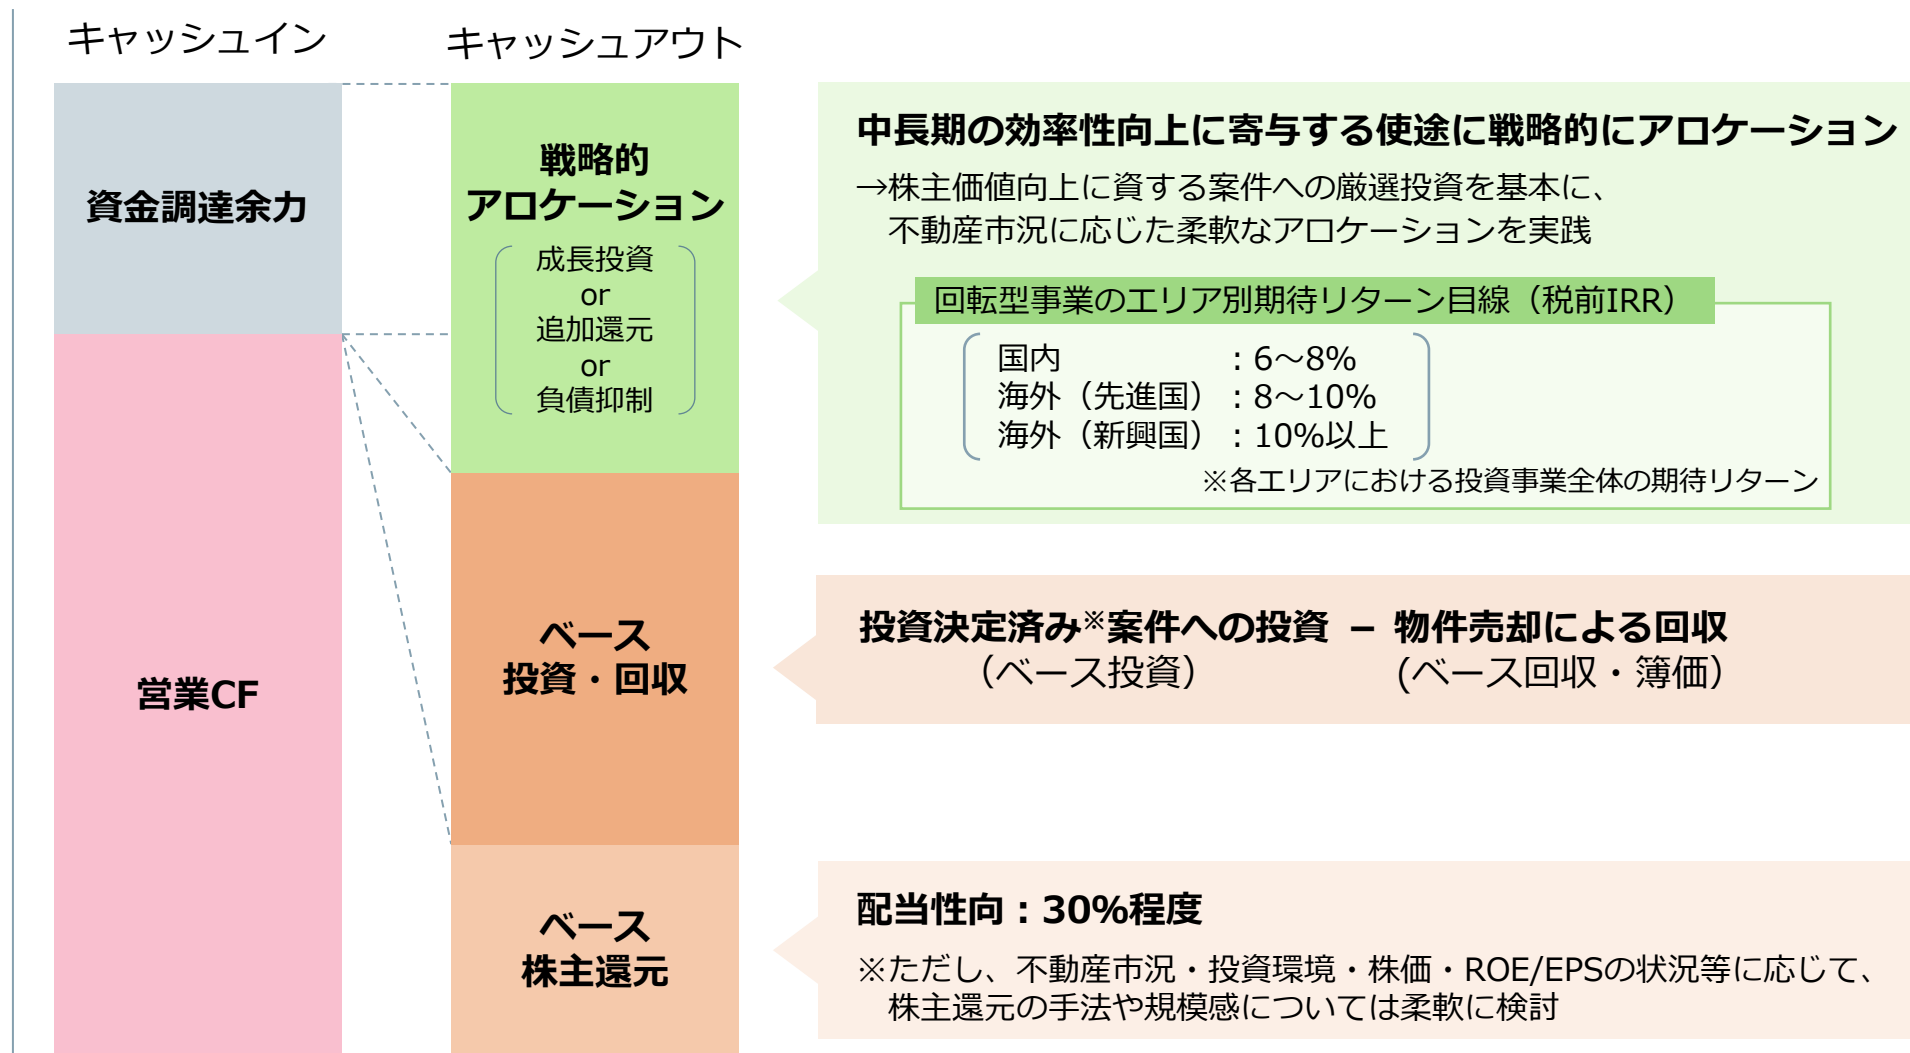 キャッシュイン
キャッシュアウト
資金調達余力
営業CF
戦略的
アロケーション
成長投資
or
追加還元
or
負債抑制
ベース
投資・回収
ベース
株主還元
中長期の効率性向上に寄与する使途に戦略的にアロケーション
→株主価値向上に資する案件への厳選投資を基本に、
不動産市況に応じた柔軟なアロケーションを実践
回転型事業のエリア別期待リターン目線（税前IRR）
国内　　　　　：6～8%
海外（先進国）：8～10%
海外（新興国）：10%以上
※各エリアにおける投資事業全体の期待リターン
投資決定済み※案件への投資 － 物件売却による回収
（ベース投資）　　　　　(ベース回収・簿価）
配当性向：30%程度
※ただし、不動産市況・投資環境・株価・ROE/EPSの状況等に応じて、
株主還元の手法や規模感については柔軟に検討